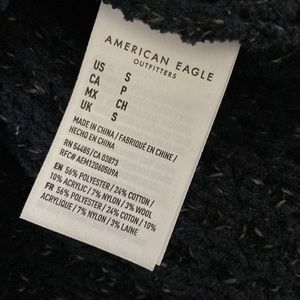 AMERICAN EAGLE
OUTFITTERS
US S
CA P
MX CH
UK S
MADE IN CHINA / FABRIQUÉ EN CHINE /
HECHO EN CHINA
RN 54485/CA 03873
RFC# AEM120605U9A
EN 56% POLYESTER / 24% COTTON /
10% ACRYLIC / 7% NYLON / 3% WOOL
FR 56% POLYESTER / 24% COTON / 10%
ACRYLIQUE / 7% NYLON / 3% LAINE